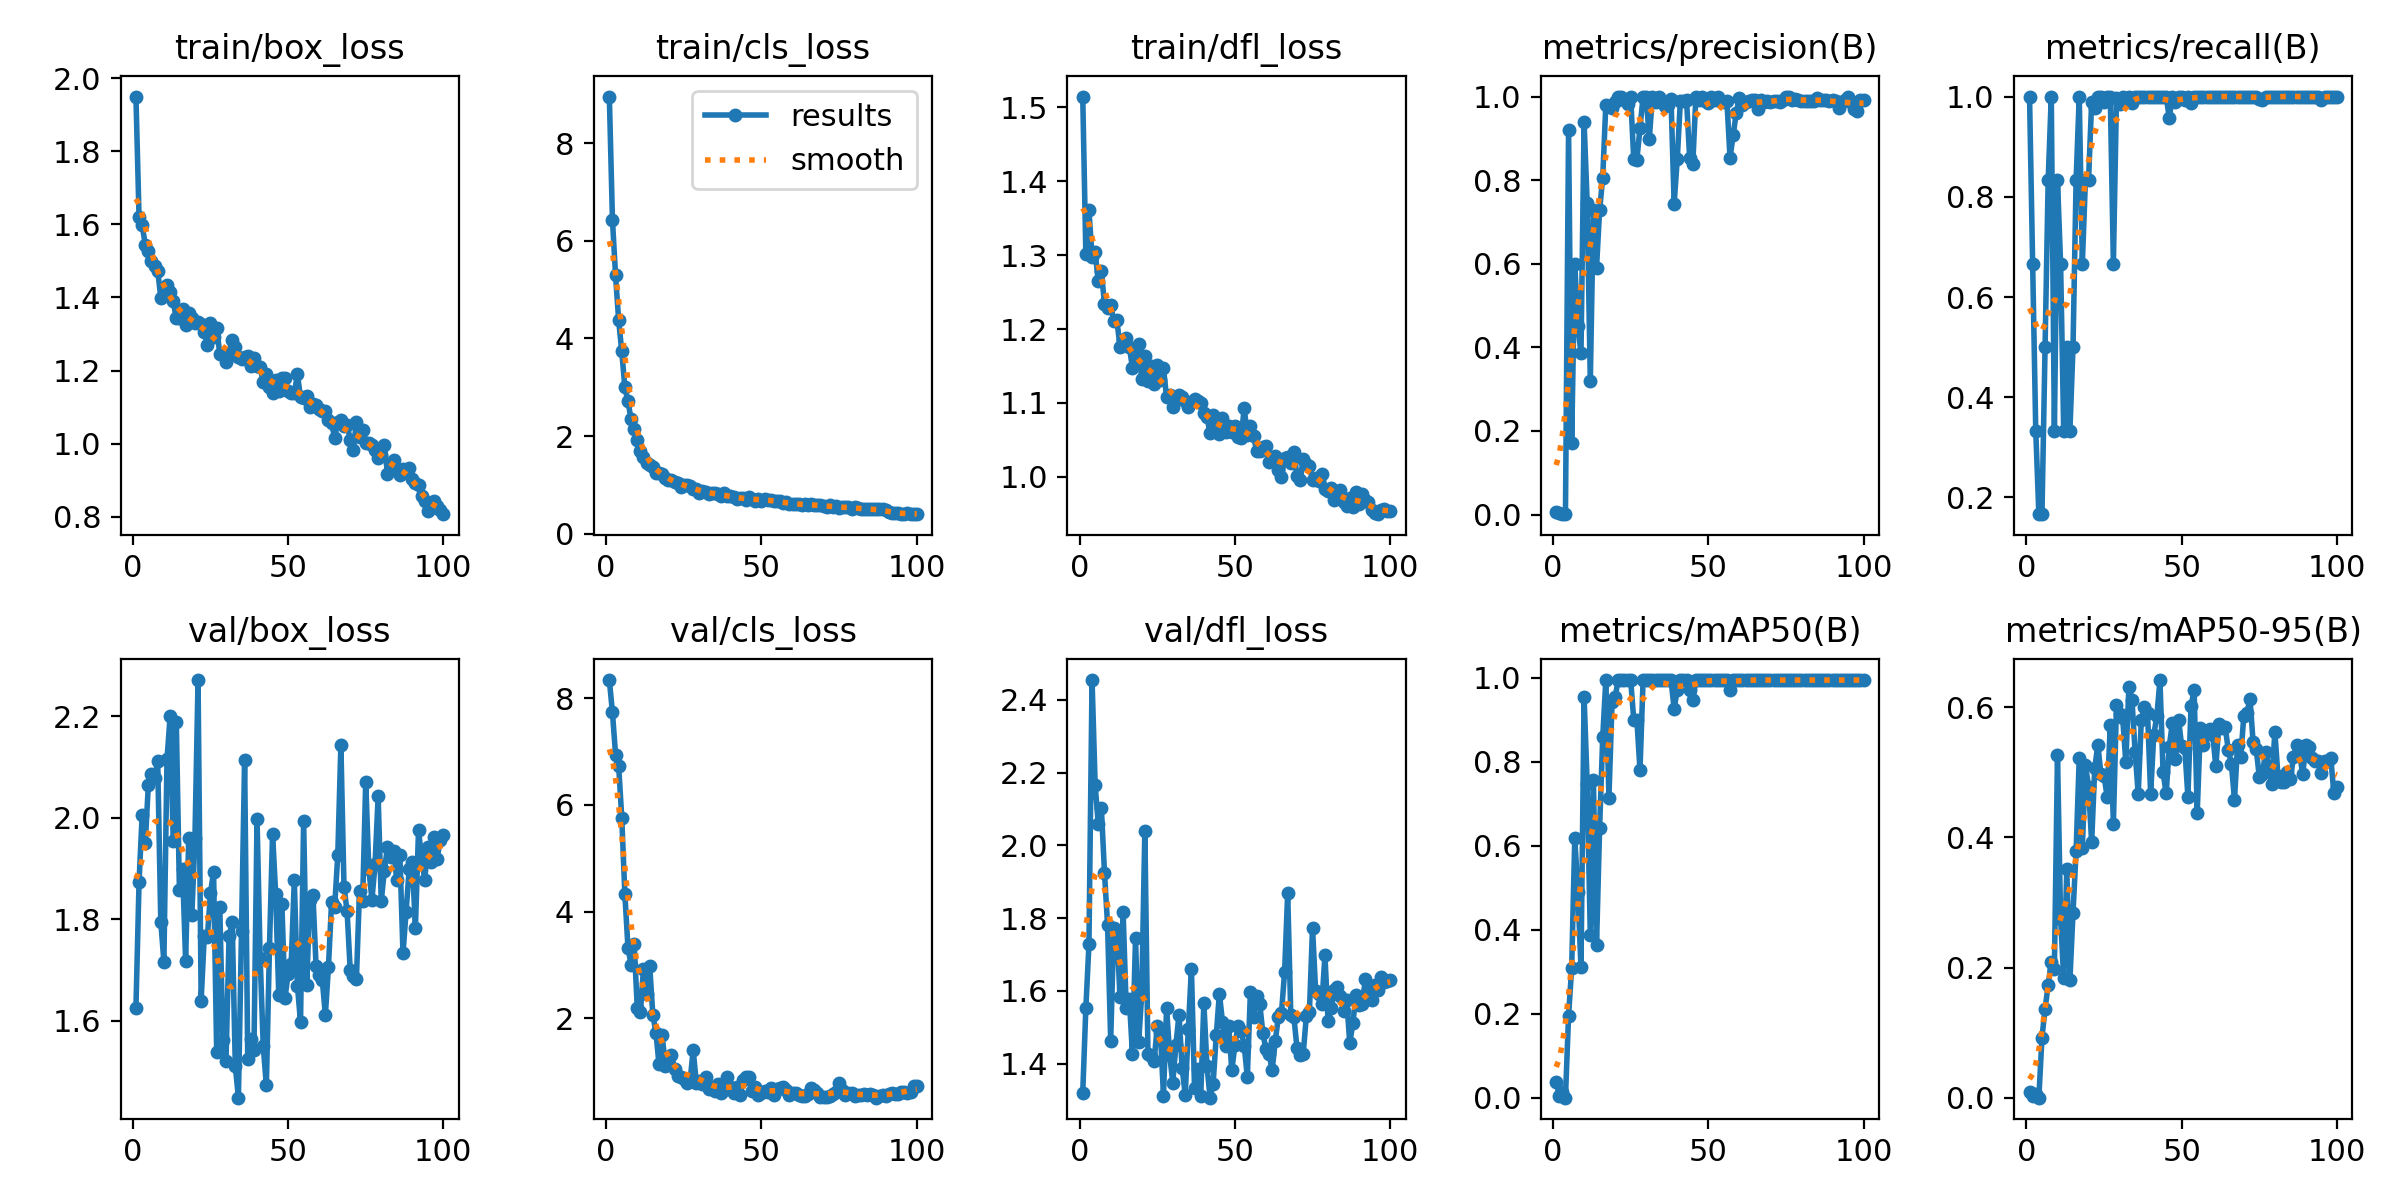 train/box_loss
2.0
1.8
1.6
1.4
1.2
1.0
0.8
0 50 100
train/cls_loss
results
smooth
8
6
4
2
0
0 50 100
train/dfl_loss
1.5
1.4
1.3
1.2
1.1
1.0
0 50 100
metrics/precision(B)
1.0
0.8
0.6
0.4
0.2
0.0
0 50 100
metrics/recall(B)
1.0
0.8
0.6
0.4
0.2
0 50 100
val/box_loss
2.2
2.0
1.8
1.6
0 50 100
val/cls_loss
8
6
4
2
0 50 100
val/dfl_loss
2.4
2.2
2.0
1.8
1.6
1.4
0 50 100
metrics/mAP50(B)
1.0
0.8
0.6
0.4
0.2
0.0
0 50 100
metrics/mAP50-95(B)
0.6
0.4
0.2
0.0
0 50 100